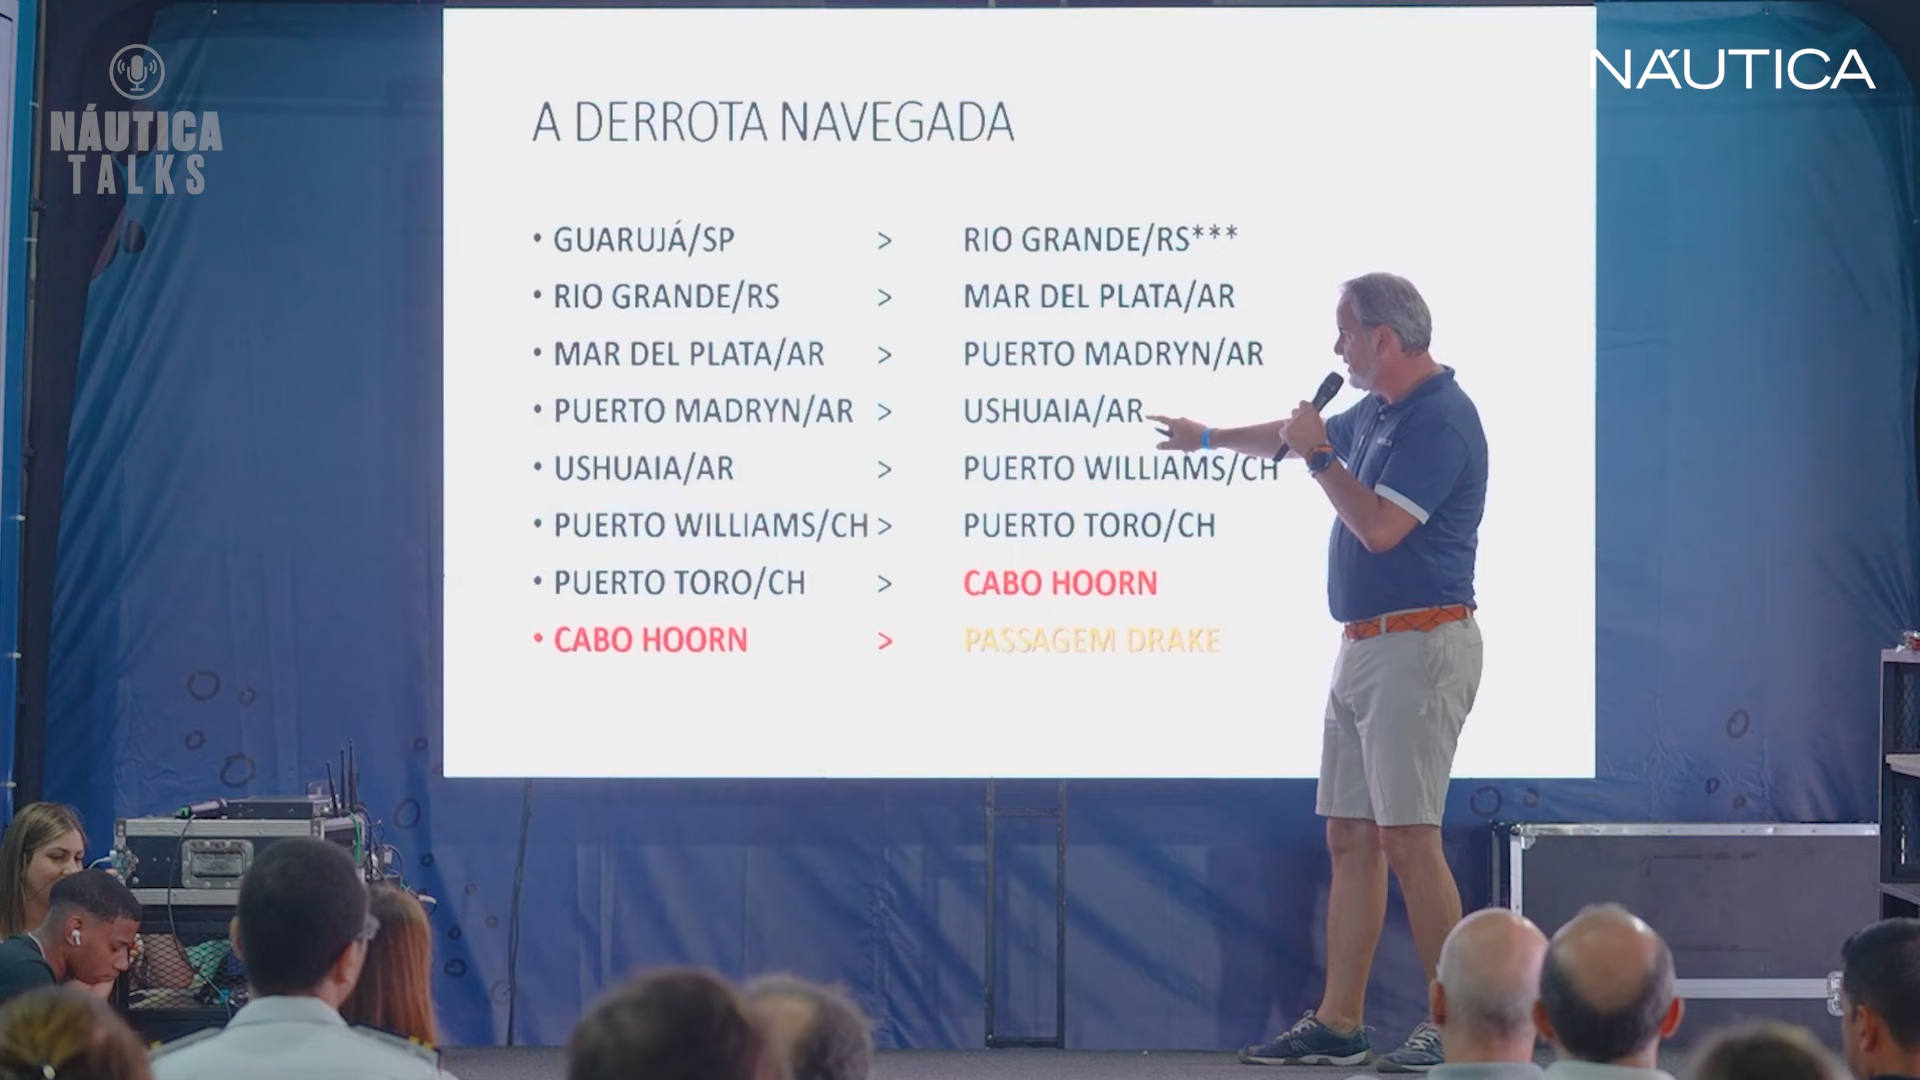 NÁUTICA
TALKS
NÁUTICA
A DERROTA NAVEGADA
• GUARUJÁ/SP > RIO GRANDE/RS***
• RIO GRANDE/RS > MAR DEL PLATA/AR
• MAR DEL PLATA/AR > PUERTO MADRYN/AR
• PUERTO MADRYN/AR > USHUAIA/AR
• USHUAIA/AR > PUERTO WILLIAMS/CH
• PUERTO WILLIAMS/CH > PUERTO TORO/CH
• PUERTO TORO/CH > CABO HOORN
• CABO HOORN > PASSAGEM DRAKE